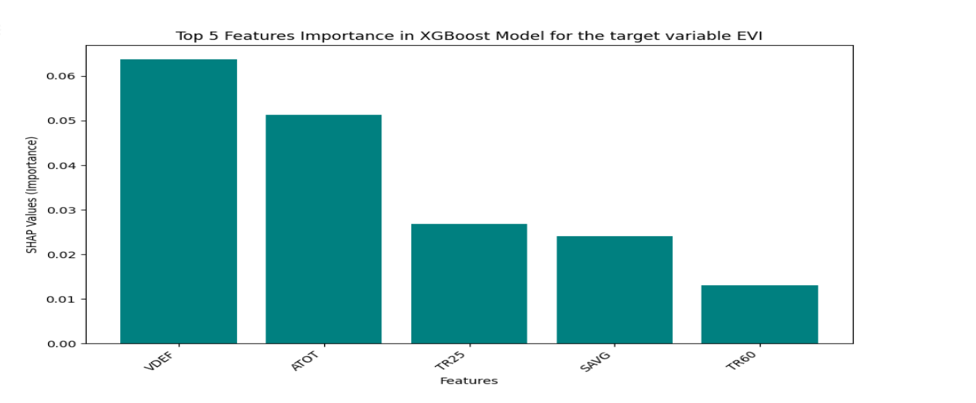 Top 5 Features Importance in XGBoost Model for the target variable EVI
SHAP Values (Importance)
0.06
0.05
0.04
0.03
0.02
0.01
0.00
VDEF
ATOT
TR25
SAVG
TR60
Features